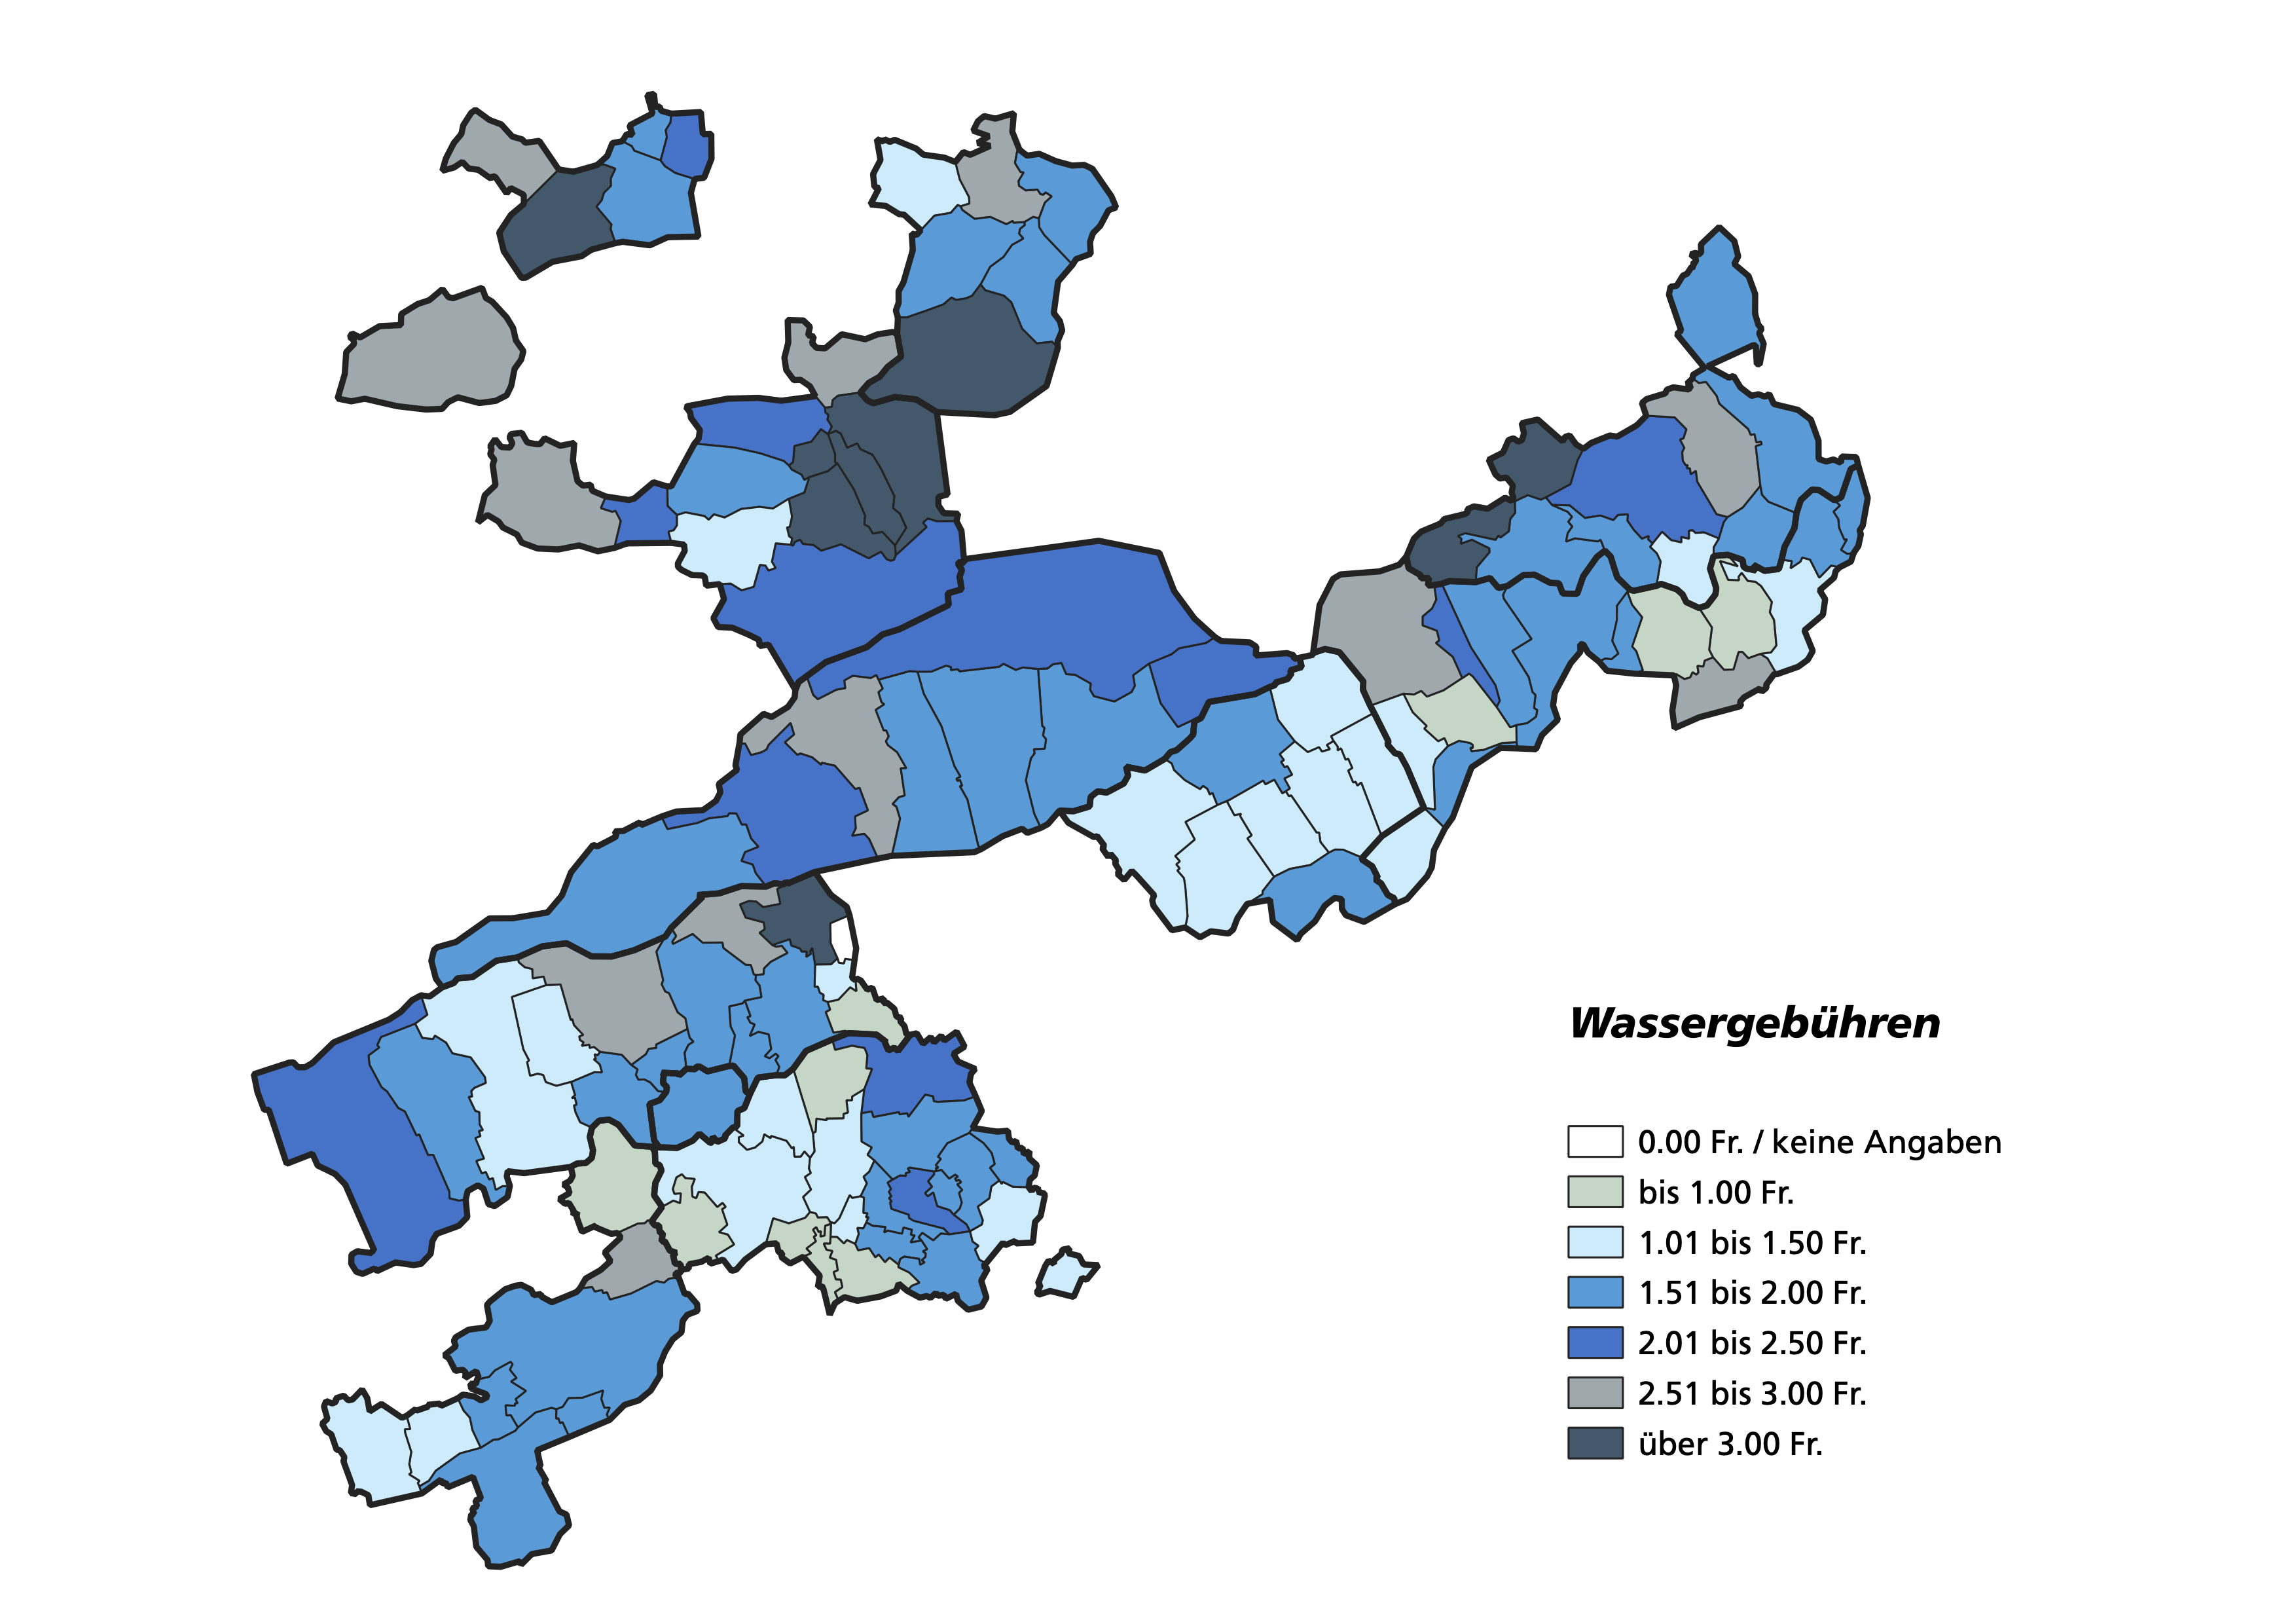 Wassergebühren
0.00 Fr. / keine Angaben
bis 1.00 Fr.
1.01 bis 1.50 Fr.
1.51 bis 2.00 Fr.
2.01 bis 2.50 Fr.
2.51 bis 3.00 Fr.
über 3.00 Fr.